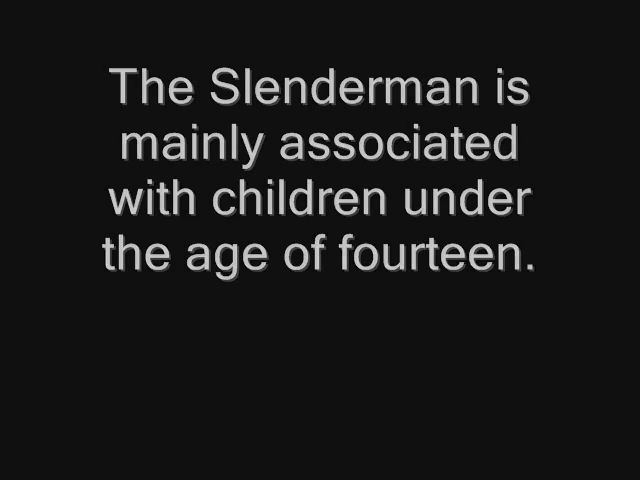 The Slenderman is
mainly associated
with children under
the age of fourteen.